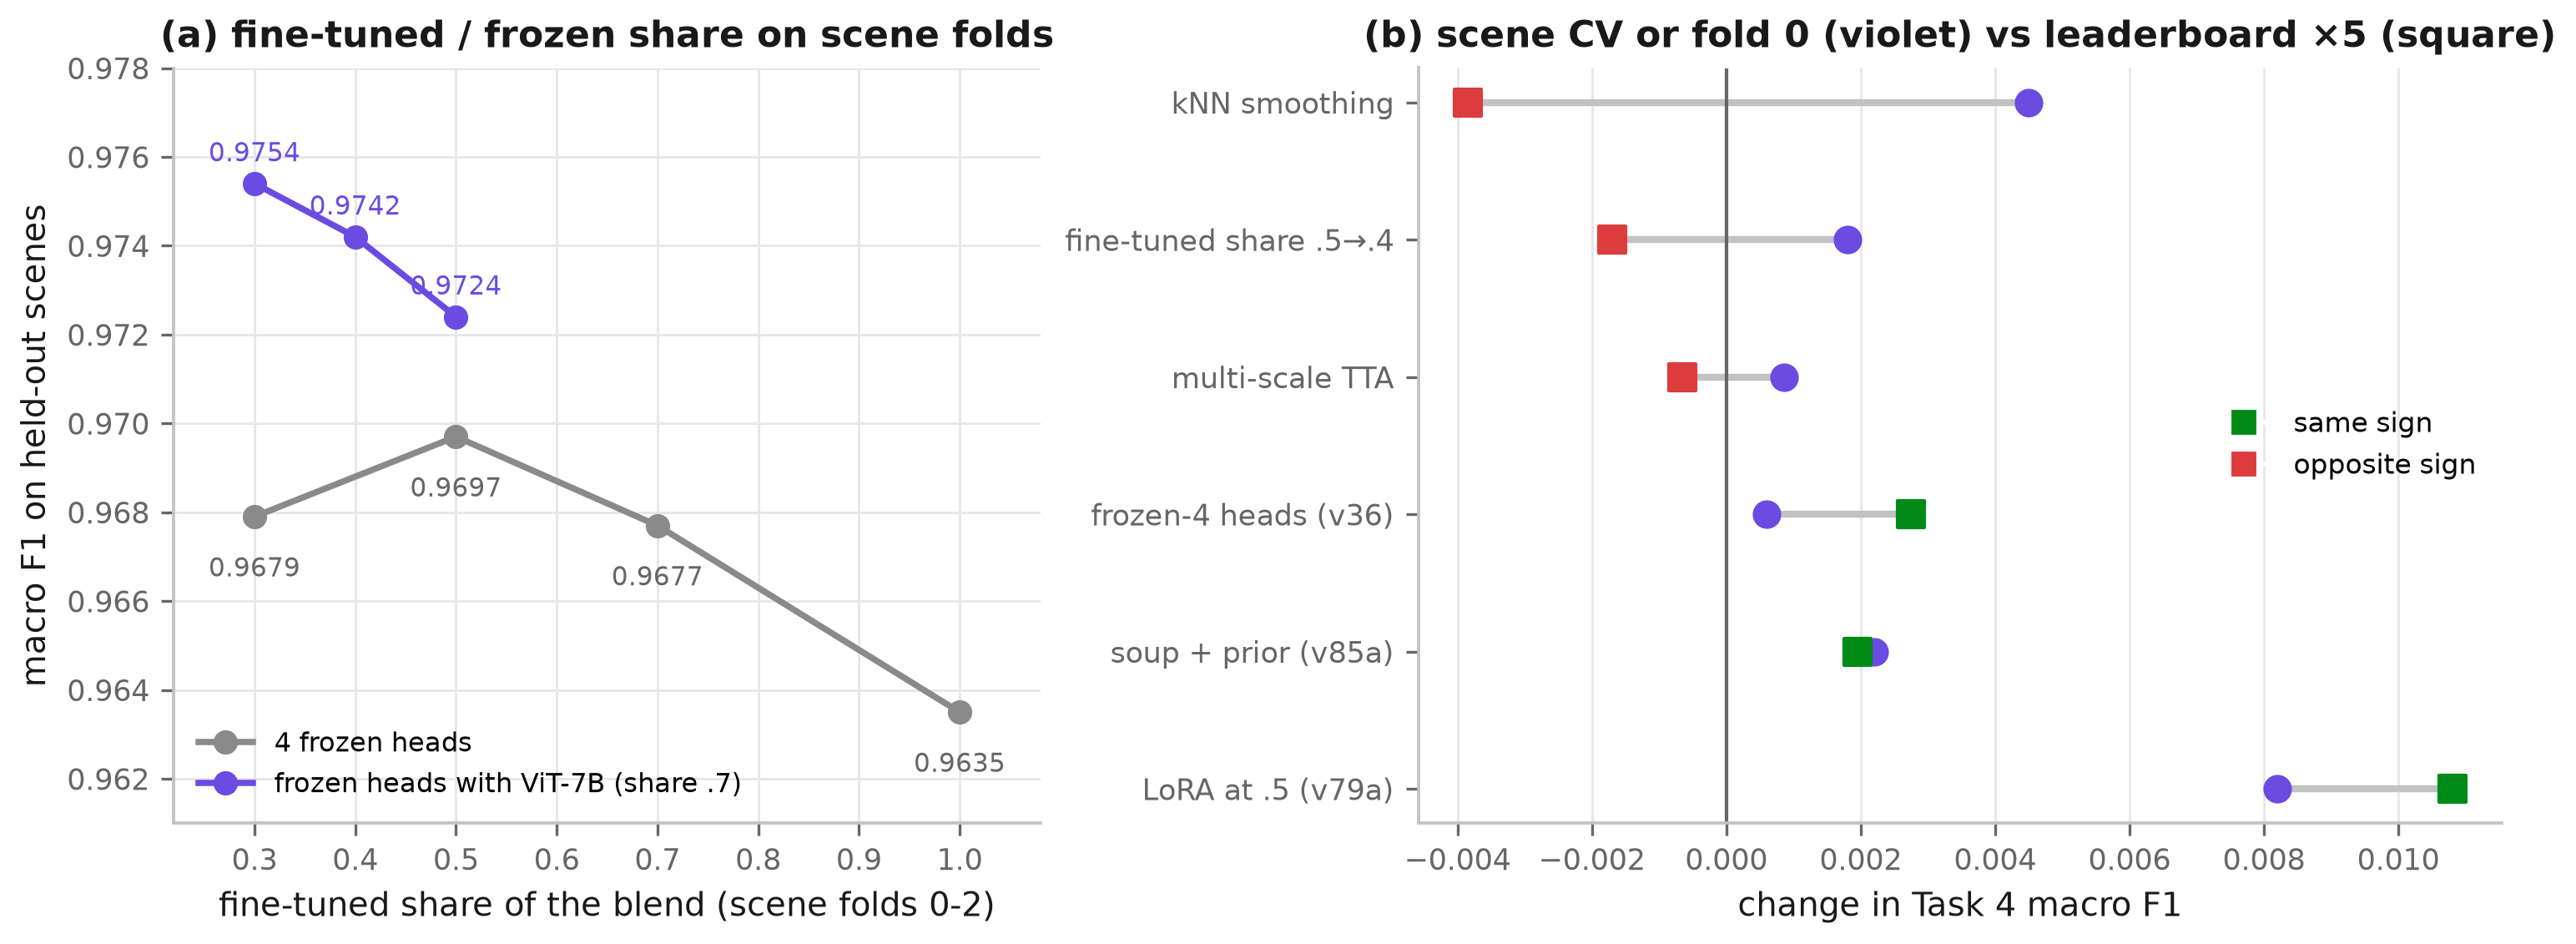 (a) fine-tuned / frozen share on scene folds
macro F1 on held-out scenes
0.978
0.976
0.974
0.972
0.970
0.968
0.966
0.964
0.962
0.9754
0.9742
0.9724
0.9679
0.9697
0.9677
0.9635
4 frozen heads
frozen heads with ViT-7B (share .7)
0.3 0.4 0.5 0.6 0.7 0.8 0.9 1.0
fine-tuned share of the blend (scene folds 0-2)
(b) scene CV or fold 0 (violet) vs leaderboard ×5 (square)
kNN smoothing
fine-tuned share .5→.4
multi-scale TTA
frozen-4 heads (v36)
soup + prior (v85a)
LoRA at .5 (v79a)
same sign
opposite sign
−0.004 −0.002 0.000 0.002 0.004 0.006 0.008 0.010
change in Task 4 macro F1